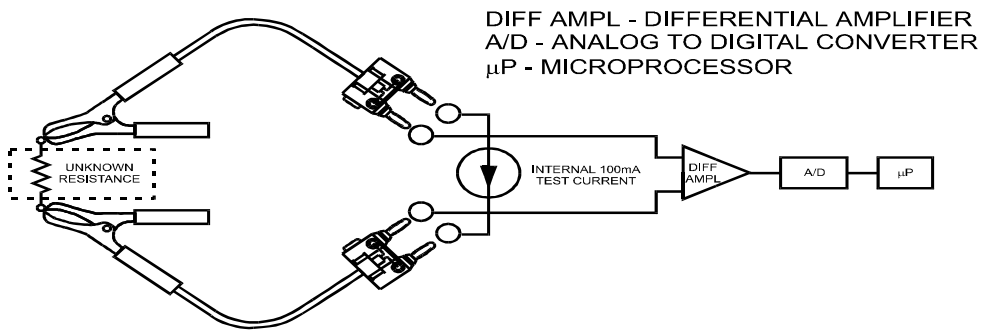 DIFF AMPL - DIFFERENTIAL AMPLIFIER
A/D - ANALOG TO DIGITAL CONVERTER
µP - MICROPROCESSOR
UNKNOWN
RESISTANCE
INTERNAL 100mA
TEST CURRENT
DIFF
AMPL
A/D
µP